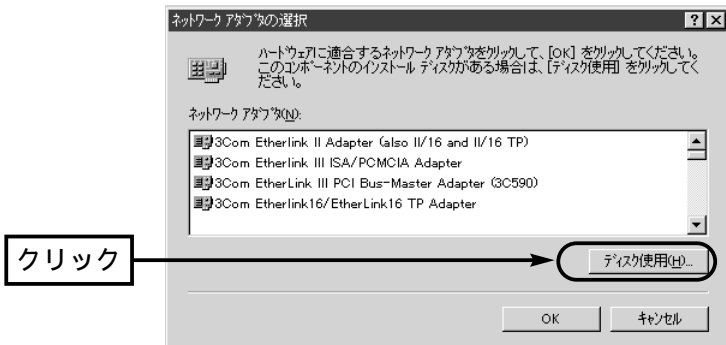 ネットワーク アダプタの選択
ハードウェアに適合するネットワーク アダプタをクリックして、[OK] をクリックしてください。
このコンポーネントのインストール ディスクがある場合は、[ディスク使用] をクリックしてく
ださい。
ネットワーク アダプタ(N):
3Com Etherlink II Adapter (also II/16 and II/16 TP)
3Com Etherlink III ISA/PCMCIA Adapter
3Com EtherLink III PCI Bus-Master Adapter (3C590)
3Com Etherlink16/EtherLink16 TP Adapter
クリック
ディスク使用(H)...
OK
キャンセル